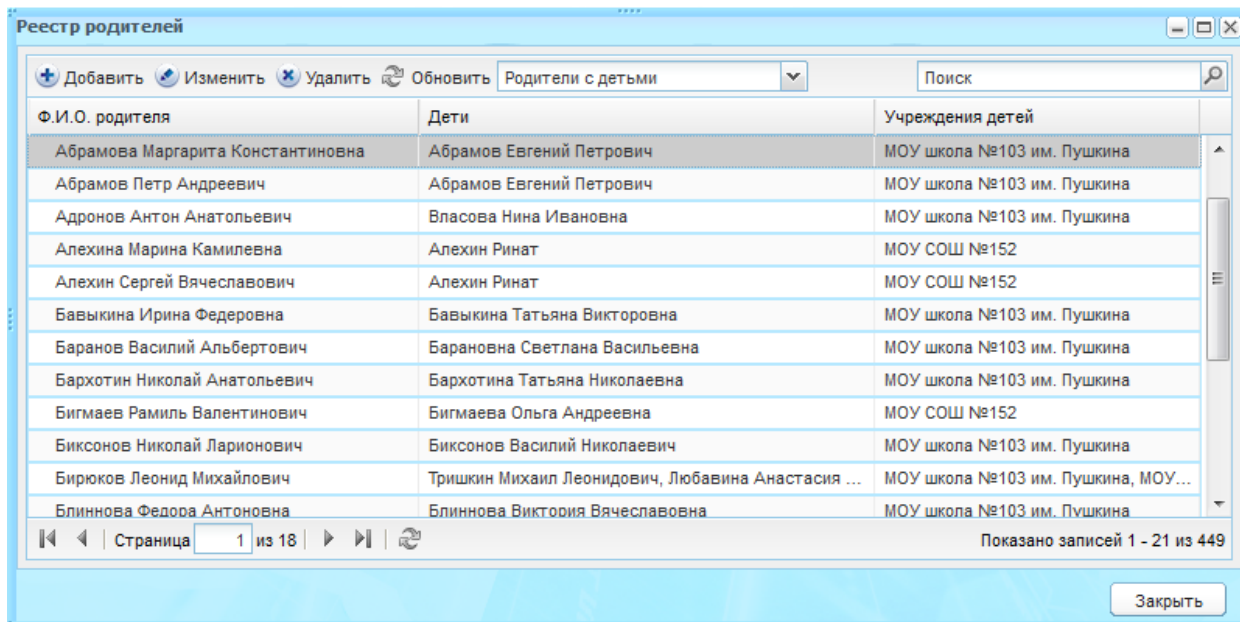 Реестр родителей
Добавить Изменить Удалить Обновить Родители с детьми Поиск
Ф.И.О. родителя Дети Учреждения детей
Абрамова Маргарита Константиновна Абрамов Евгений Петрович МОУ школа №103 им. Пушкина
Абрамов Петр Андреевич Абрамов Евгений Петрович МОУ школа №103 им. Пушкина
Адронов Антон Анатольевич Власова Нина Ивановна МОУ школа №103 им. Пушкина
Алехина Марина Камилевна Алехин Ринат МОУ СОШ №152
Алехин Сергей Вячеславович Алехин Ринат МОУ СОШ №152
Бавыкина Ирина Федеровна Бавыкина Татьяна Викторовна МОУ школа №103 им. Пушкина
Баранов Василий Альбертович Барановна Светлана Васильевна МОУ школа №103 им. Пушкина
Бархотин Николай Анатольевич Бархотина Татьяна Николаевна МОУ школа №103 им. Пушкина
Бигмаев Рамиль Валентинович Бигмаева Ольга Андреевна МОУ СОШ №152
Биксонов Николай Ларионович Биксонов Василий Николаевич МОУ школа №103 им. Пушкина
Бирюков Леонид Михайлович Тришкин Михаил Леонидович, Любавина Анастасия ... МОУ школа №103 им. Пушкина, МОУ...
Блиннова Федора Антоновна Блиннова Виктория Вячеславовна МОУ школа №103 им. Пушкина
Страница 1 из 18 Показано записей 1 - 21 из 449
Закрыть